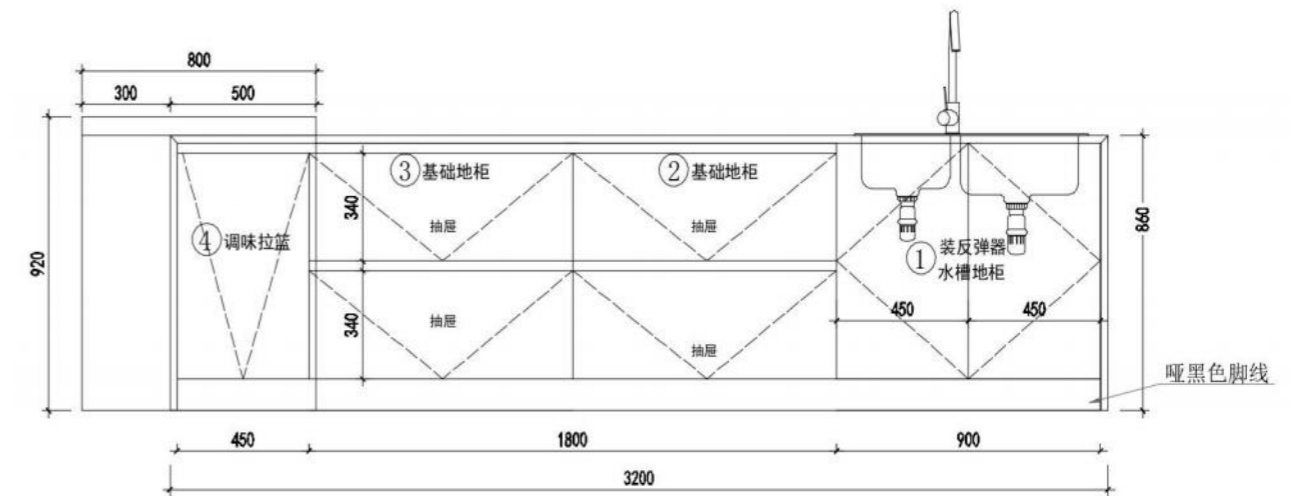 800
300
500
③基础地柜
②基础地柜
340
抽屉
抽屉
④调味拉篮
①装反弹器
水槽地柜
860
920
340
抽屉
抽屉
450
450
哑黑色脚线
450
1800
900
3200